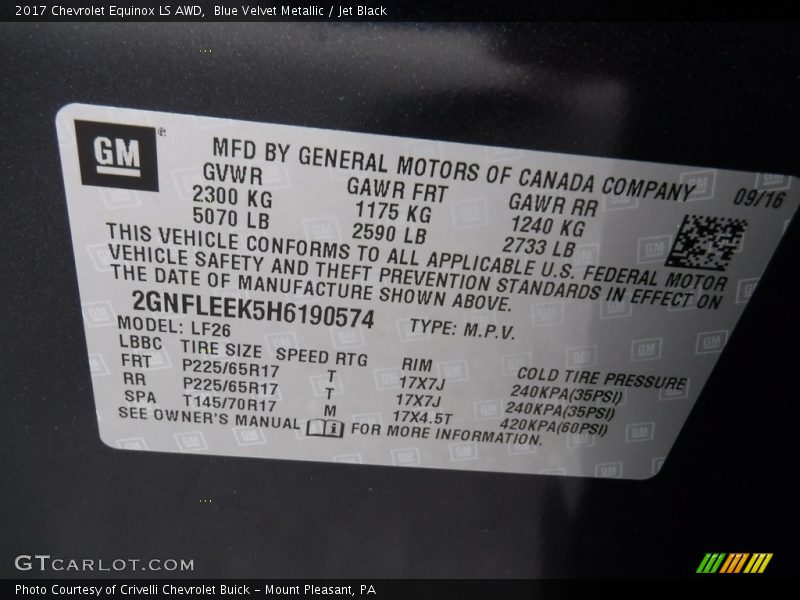 2017 Chevrolet Equinox LS AWD,  Blue Velvet Metallic / Jet Black
GM®
MFD BY GENERAL MOTORS OF CANADA COMPANY
GVWR GAWR FRT GAWR RR 09/16
2300 KG 1175 KG 1240 KG
5070 LB 2590 LB 2733 LB
THIS VEHICLE CONFORMS TO ALL APPLICABLE U.S. FEDERAL MOTOR
VEHICLE SAFETY AND THEFT PREVENTION STANDARDS IN EFFECT ON
THE DATE OF MANUFACTURE SHOWN ABOVE.
2GNFLEEK5H6190574 TYPE: M.P.V.
MODEL: LF26
LBBC TIRE SIZE SPEED RTG RIM COLD TIRE PRESSURE
FRT P225/65R17 T 17X7J 240KPA(35PSI)
RR P225/65R17 T 17X7J 240KPA(35PSI)
SPA T145/70R17 M 17X4.5T 420KPA(60PSI)
SEE OWNER'S MANUAL FOR MORE INFORMATION.
GTCARLOT.COM
Photo Courtesy of Crivelli Chevrolet Buick – Mount Pleasant, PA